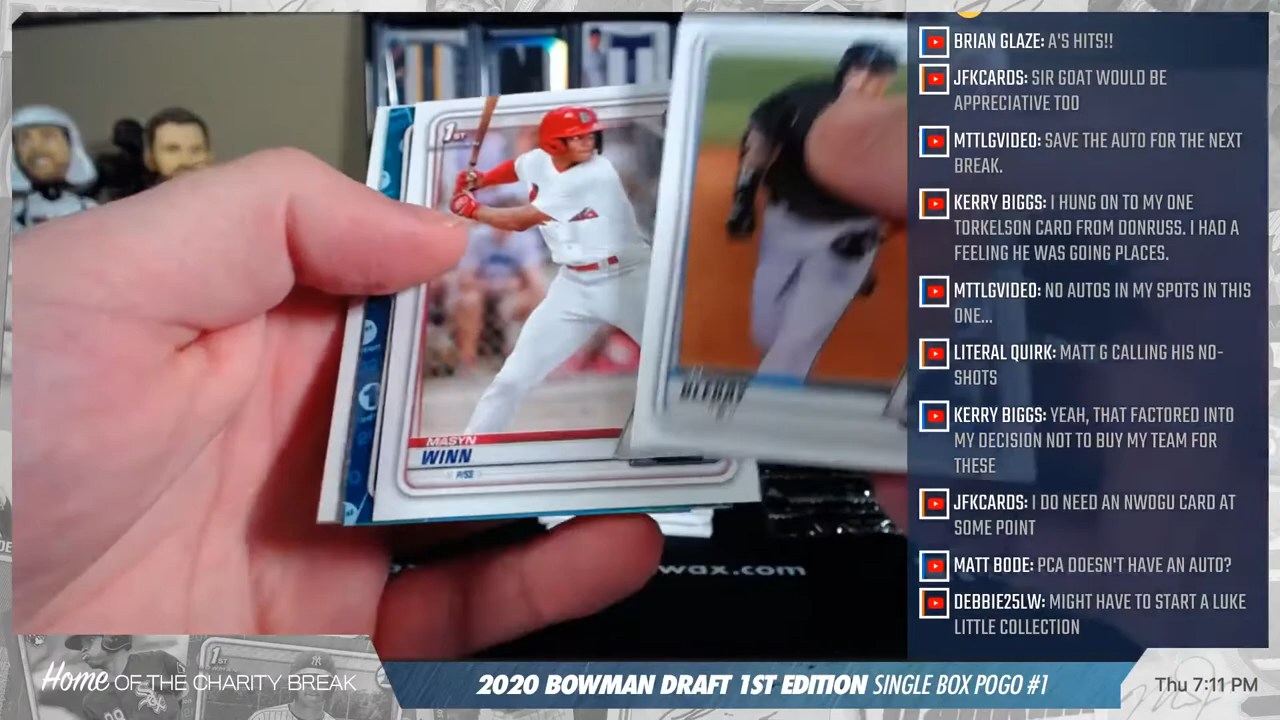 BRIAN GLAZE: A'S HITS!!
JFKCARDS: SIR GOAT WOULD BE
APPRECIATIVE TOO
MTTLGVIDEO: SAVE THE AUTO FOR THE NEXT
BREAK.
KERRY BIGGS: I HUNG ON TO MY ONE
TORKELSON CARD FROM DONRUSS. I HAD A
FEELING HE WAS GOING PLACES.
MTTLGVIDEO: NO AUTOS IN MY SPOTS IN THIS
ONE...
LITERAL QUIRK: MATT G CALLING HIS NO-
SHOTS
KERRY BIGGS: YEAH, THAT FACTORED INTO
MY DECISION NOT TO BUY MY TEAM FOR
THESE
JFKCARDS: I DO NEED AN NWOGU CARD AT
SOME POINT
MATT BODE: PCA DOESN'T HAVE AN AUTO?
DEBBIE25LW: MIGHT HAVE TO START A LUKE
LITTLE COLLECTION
1ST
MASYN
WINN
P/SS
wax.com
1ST
Home OF THE CHARITY BREAK
2020 BOWMAN DRAFT 1ST EDITION SINGLE BOX POGO #1
Thu 7:11 PM